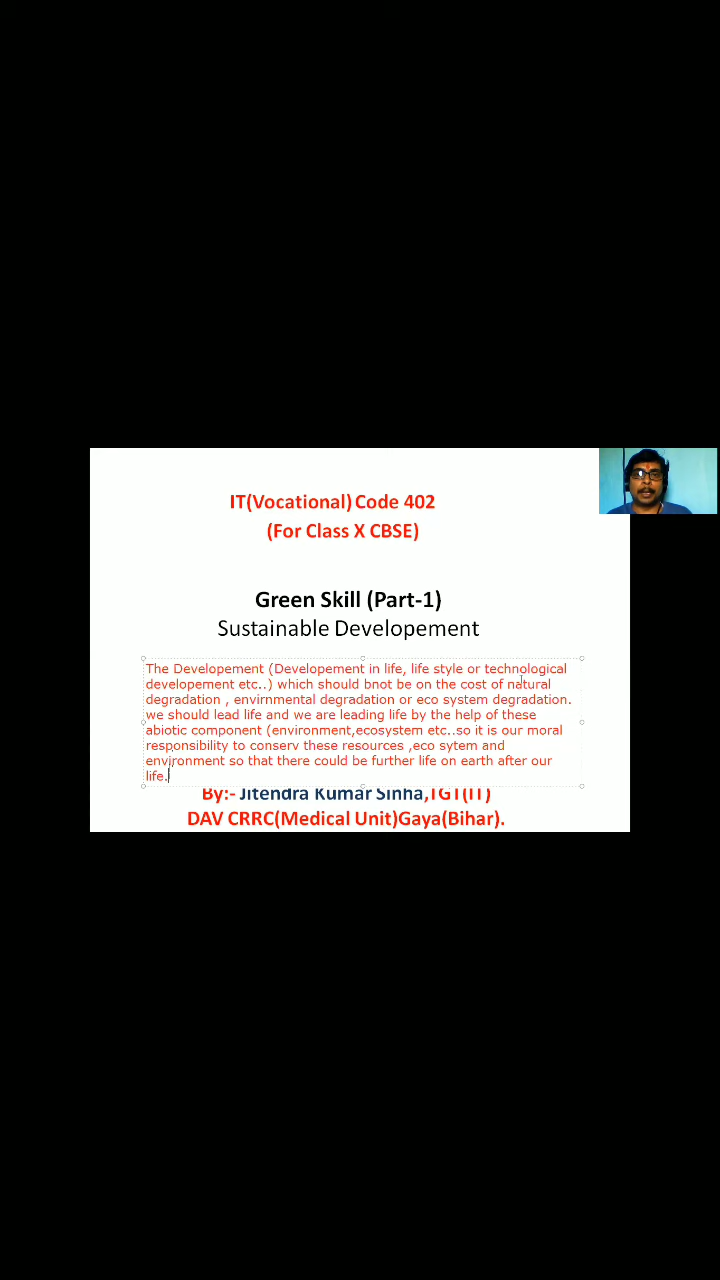 IT(Vocational) Code 402
(For Class X CBSE)
Green Skill (Part-1)
Sustainable Developement
The Developement (Developement in life, life style or technological
developement etc..) which should bnot be on the cost of natural
degradation , envirnmental degradation or eco system degradation.
we should lead life and we are leading life by the help of these
abiotic component (environment,ecosystem etc..so it is our moral
responsibility to conserv these resources ,eco sytem and
environment so that there could be further life on earth after our
life.
By:- Jitendra Kumar Sinha,TGT(IT)
DAV CRRC(Medical Unit)Gaya(Bihar).